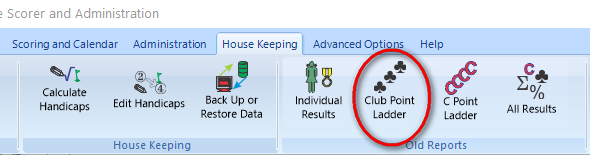 e Scorer and Administration
Scoring and Calendar Administration House Keeping Advanced Options Help
Calculate Handicaps
Edit Handicaps
Back Up or Restore Data
Individual Results
Club Point Ladder
C Point Ladder
All Results
House Keeping Old Reports